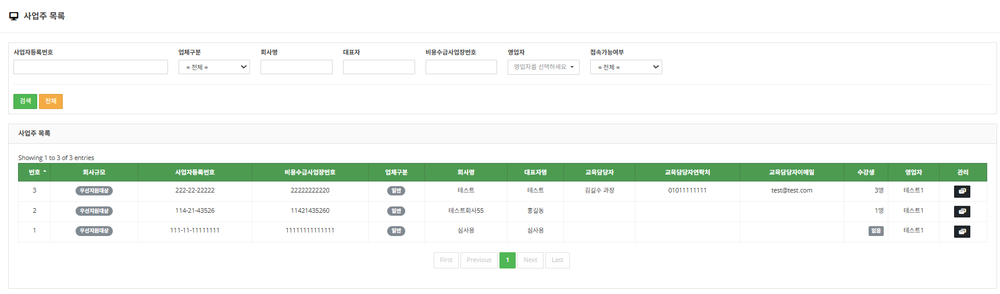 사업주 목록
사업자등록번호 업체구분 회사명 대표자 비용수급사업장번호 영업자 접속가능여부
= 전체 = 영업자를 선택하세요 = 전체 =
검색 전체
사업주 목록
Showing 1 to 3 of 3 entries
번호 회사규모 사업자등록번호 비용수급사업장번호 업체구분 회사명 대표자명 교육담당자 교육담당자연락처 교육담당자이메일 수강생 영업자 관리
3 우선지원대상 222-22-22222 22222222220 일반 테스트 테스트 김길수 과장 01011111111 test@test.com 3명 테스트1
2 우선지원대상 114-21-43526 11421435260 일반 테스트회사55 홍길동 1명 테스트1
1 우선지원대상 111-11-11111111 11111111111111 일반 심사용 심사용 없음 테스트1
First Previous 1 Next Last